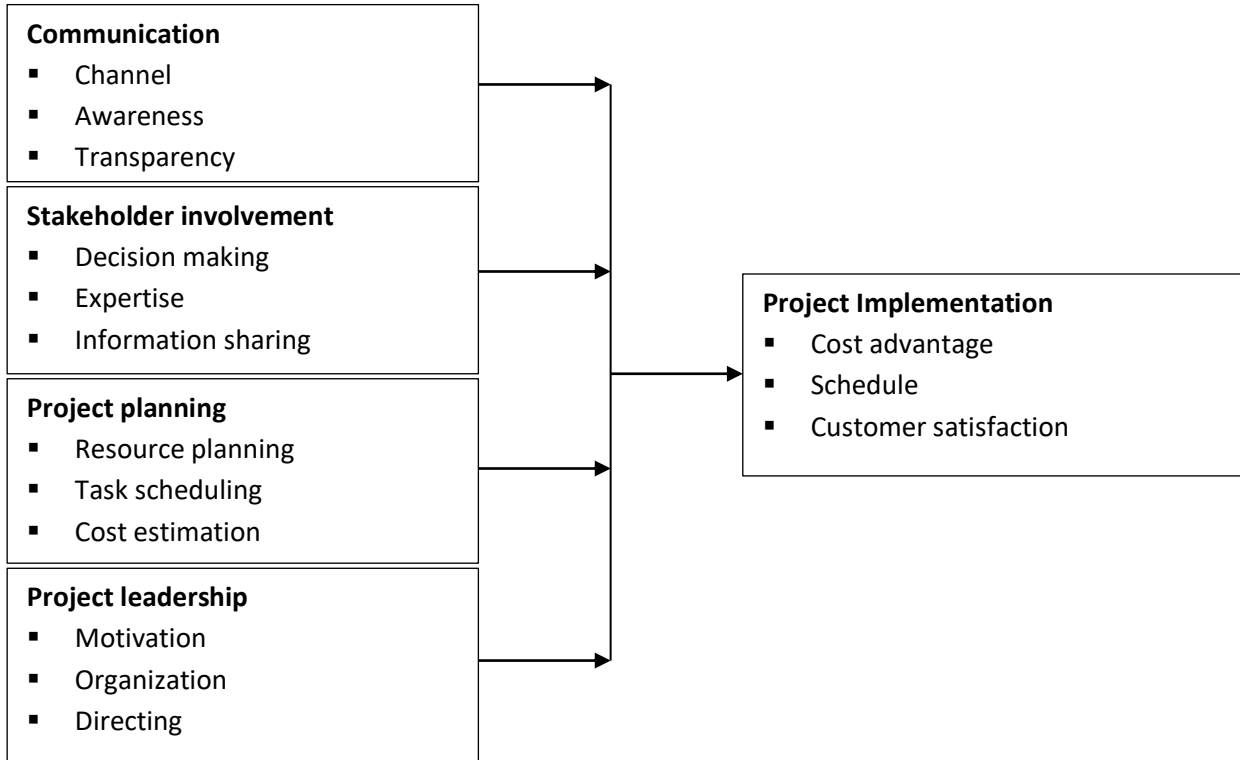 Communication
▪ Channel
▪ Awareness
▪ Transparency
Stakeholder involvement
▪ Decision making
▪ Expertise
▪ Information sharing
Project planning
▪ Resource planning
▪ Task scheduling
▪ Cost estimation
Project leadership
▪ Motivation
▪ Organization
▪ Directing
Project Implementation
▪ Cost advantage
▪ Schedule
▪ Customer satisfaction